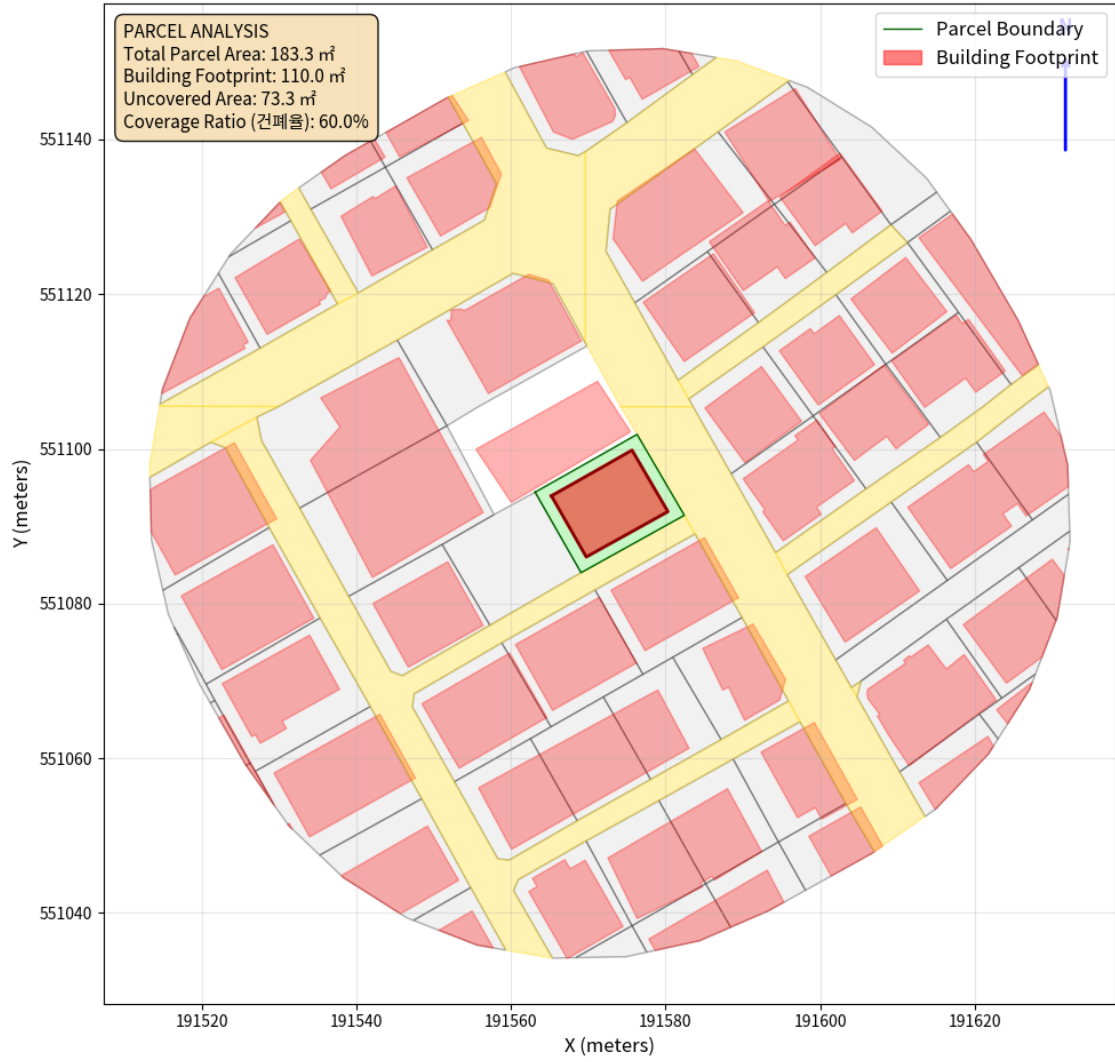 PARCEL ANALYSIS
Total Parcel Area: 183.3 ㎡
Building Footprint: 110.0 ㎡
Uncovered Area: 73.3 ㎡
Coverage Ratio (건폐율): 60.0%
N
Parcel Boundary
Building Footprint
551140
551120
551100
551080
551060
551040
Y (meters)
191520
191540
191560
191580
191600
191620
X (meters)